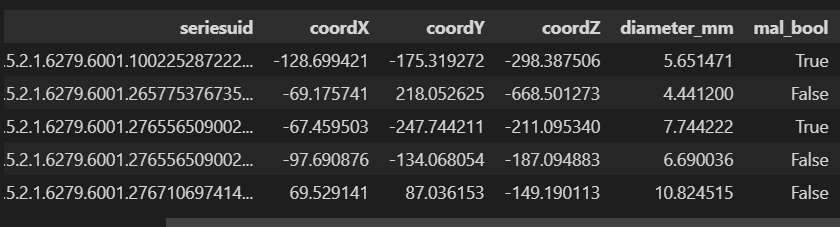 seriesuid coordX coordY coordZ diameter_mm mal_bool
.5.2.1.6279.6001.100225287222... -128.699421 -175.319272 -298.387506 5.651471 True
.5.2.1.6279.6001.265775376735... -69.175741 218.052625 -668.501273 4.441200 False
.5.2.1.6279.6001.276556509002... -67.459503 -247.744211 -211.095340 7.744222 True
.5.2.1.6279.6001.276556509002... -97.690876 -134.068054 -187.094883 6.690036 False
.5.2.1.6279.6001.276710697414... 69.529141 87.036153 -149.190113 10.824515 False